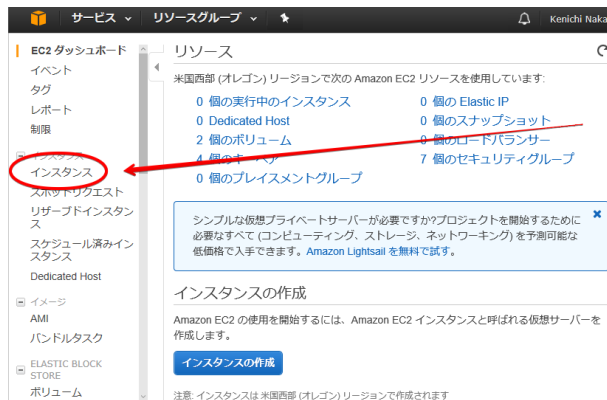 サービス リソースグループ Kenichi Naka
EC2 ダッシュボード
イベント
タグ
レポート
制限
インスタンス
インスタンス
スポットリクエスト
リザーブドインスタン
ス
スケジュール済みイン
スタンス
Dedicated Host
イメージ
AMI
バンドルタスク
ELASTIC BLOCK
STORE
ボリューム
リソース
米国西部 (オレゴン) リージョンで次の Amazon EC2 リソースを使用しています:
0 個の実行中のインスタンス
0 個の Elastic IP
0 Dedicated Host
0 個のスナップショット
2 個のボリューム
0 個のロードバランサー
4 個のキーペア
7 個のセキュリティグループ
0 個のプレイスメントグループ
シンプルな仮想プライベートサーバーが必要ですか?プロジェクトを開始するために
必要なすべて (コンピューティング、ストレージ、ネットワーキング) を予測可能な
低価格で入手できます。Amazon Lightsail を無料で試す。
インスタンスの作成
Amazon EC2 の使用を開始するには、Amazon EC2 インスタンスと呼ばれる仮想サーバーを
作成します。
インスタンスの作成
注意: インスタンスは 米国西部 (オレゴン) リージョンで作成されます